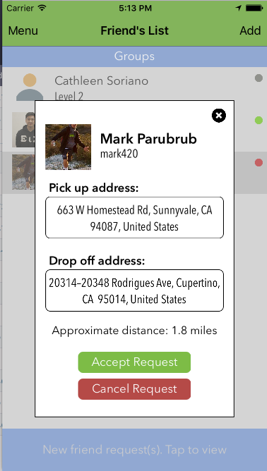 Carrier 5:13 PM
Menu Friend's List Add
Groups
Cathleen Soriano
Level 2
Mark Parubrub
mark420
Pick up address:
663 W Homestead Rd, Sunnyvale, CA
94087, United States
Drop off address:
20314–20348 Rodrigues Ave, Cupertino,
CA 95014, United States
Approximate distance: 1.8 miles
Accept Request
Cancel Request
New friend request(s). Tap to view